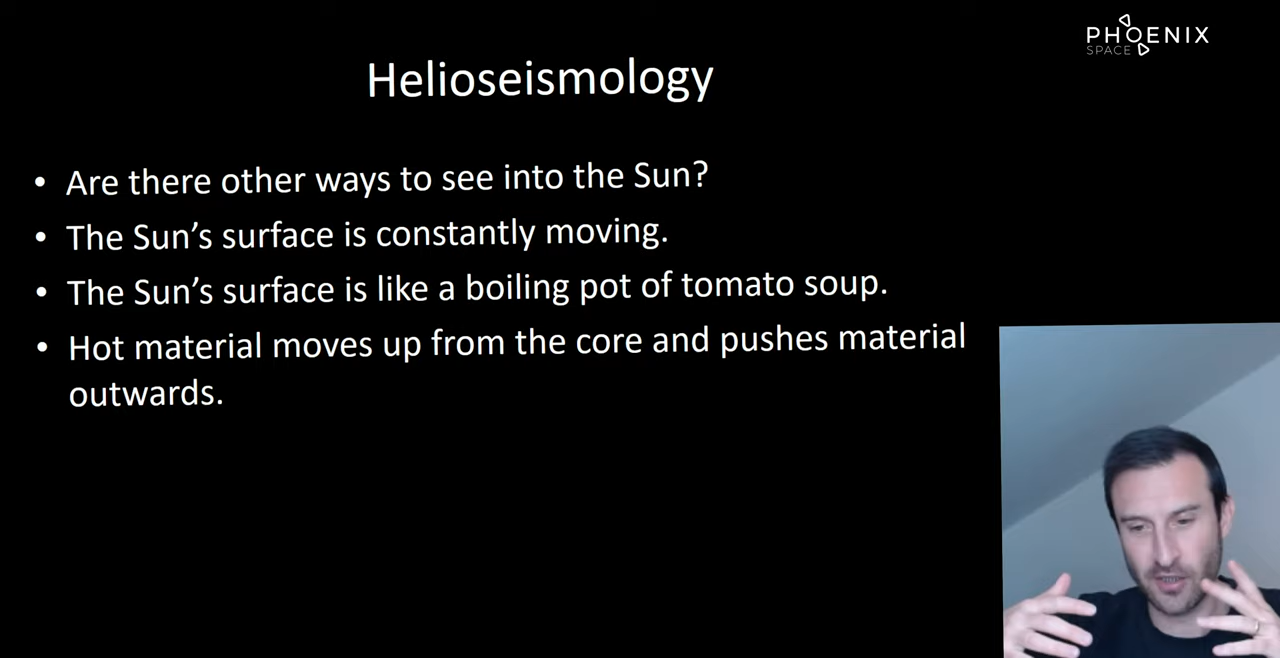 PHOENIX
SPACE
Helioseismology
• Are there other ways to see into the Sun?
• The Sun’s surface is constantly moving.
• The Sun’s surface is like a boiling pot of tomato soup.
• Hot material moves up from the core and pushes material
outwards.